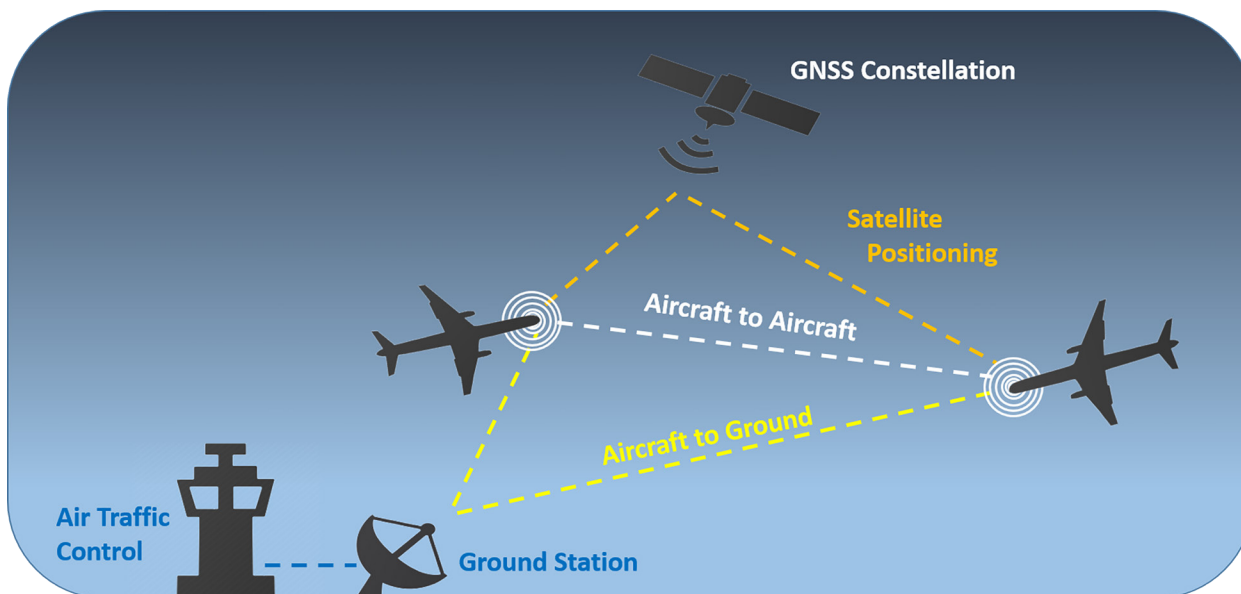 GNSS Constellation
Satellite
Positioning
Aircraft to Aircraft
Aircraft to Ground
Air Traffic
Control
Ground Station